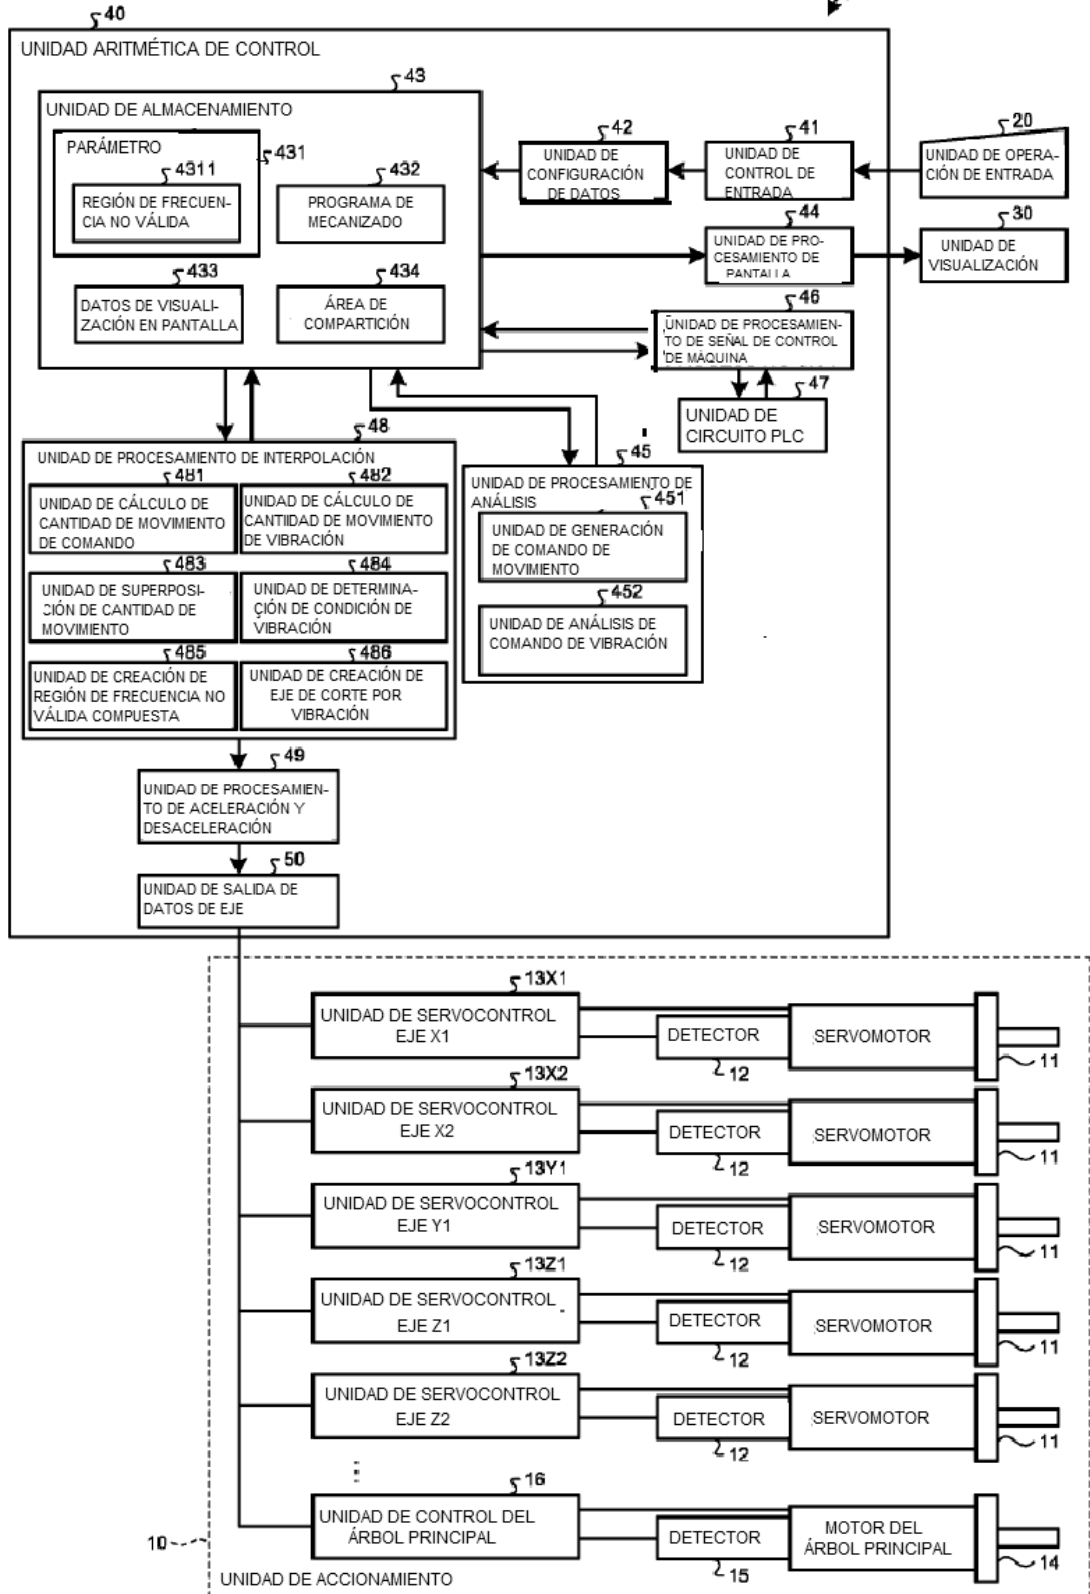 40
UNIDAD ARITMÉTICA DE CONTROL
43
UNIDAD DE ALMACENAMIENTO
PARÁMETRO
431
4311
REGIÓN DE FRECUEN-
CIA NO VÁLIDA
432
PROGRAMA DE
MECANIZADO
433
DATOS DE VISUALI-
ZACIÓN EN PANTALLA
434
ÁREA DE
COMPARTICIÓN
42
UNIDAD DE
CONFIGURACIÓN
DE DATOS
41
UNIDAD DE
CONTROL DE
ENTRADA
20
UNIDAD DE OPERA-
CIÓN DE ENTRADA
44
UNIDAD DE PRO-
CESAMIENTO DE
PANTALLA
30
UNIDAD DE
VISUALIZACIÓN
46
UNIDAD DE PROCESAMIEN-
TO DE SEÑAL DE CONTROL
DE MÁQUINA
47
UNIDAD DE
CIRCUITO PLC
48
UNIDAD DE PROCESAMIENTO DE INTERPOLACIÓN
481
UNIDAD DE CÁLCULO DE
CANTIDAD DE MOVIMIENTO
DE COMANDO
482
UNIDAD DE CÁLCULO DE
CANTIDAD DE MOVIMIENTO
DE VIBRACIÓN
483
UNIDAD DE SUPERPOSI-
CIÓN DE CANTIDAD DE
MOVIMIENTO
484
UNIDAD DE DETERMINA-
CIÓN DE CONDICIÓN DE
VIBRACIÓN
485
UNIDAD DE CREACIÓN DE
REGIÓN DE FRECUENCIA NO
VÁLIDA COMPUESTA
486
UNIDAD DE CREACIÓN DE
EJE DE CORTE POR
VIBRACIÓN
45
UNIDAD DE PROCESAMIENTO DE
ANÁLISIS
451
UNIDAD DE GENERACIÓN
DE COMANDO DE
MOVIMIENTO
452
UNIDAD DE ANÁLISIS DE
COMANDO DE VIBRACIÓN
49
UNIDAD DE PROCESAMIEN-
TO DE ACELERACIÓN Y
DESACELERACIÓN
50
UNIDAD DE SALIDA DE
DATOS DE EJE
13X1
UNIDAD DE SERVOCONTROL
EJE X1
DETECTOR
12
SERVOMOTOR
11
13X2
UNIDAD DE SERVOCONTROL
EJE X2
DETECTOR
12
SERVOMOTOR
11
13Y1
UNIDAD DE SERVOCONTROL
EJE Y1
DETECTOR
12
SERVOMOTOR
11
13Z1
UNIDAD DE SERVOCONTROL
EJE Z1
DETECTOR
12
SERVOMOTOR
11
13Z2
UNIDAD DE SERVOCONTROL
EJE Z2
DETECTOR
12
SERVOMOTOR
11
16
UNIDAD DE CONTROL DEL
ÁRBOL PRINCIPAL
DETECTOR
15
MOTOR DEL
ÁRBOL PRINCIPAL
14
10
UNIDAD DE ACCIONAMIENTO